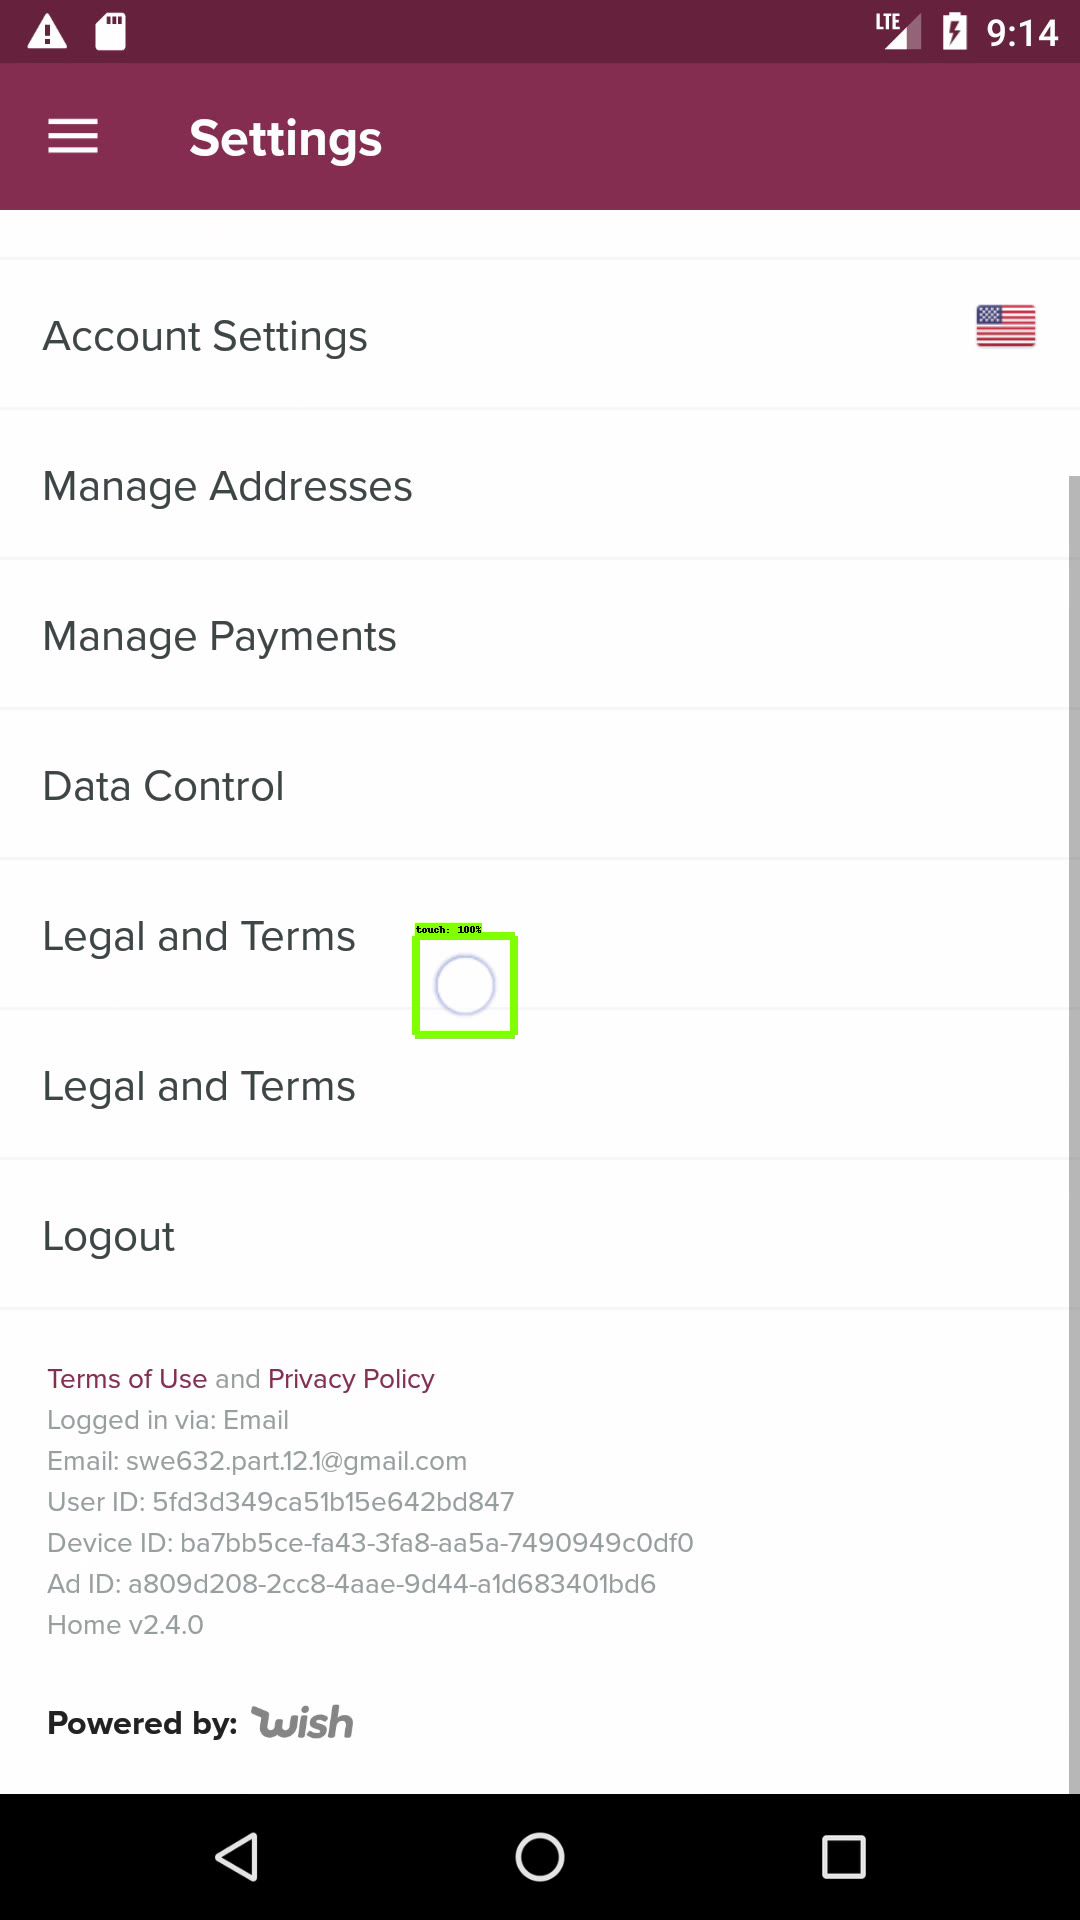 LTE 9:14
Settings
Account Settings
Manage Addresses
Manage Payments
Data Control
Legal and Terms
touch: 100%
Legal and Terms
Logout
Terms of Use and Privacy Policy
Logged in via: Email
Email: swe632.part.12.1@gmail.com
User ID: 5fd3d349ca51b15e642bd847
Device ID: ba7bb5ce-fa43-3fa8-aa5a-7490949c0df0
Ad ID: a809d208-2cc8-4aae-9d44-a1d683401bd6
Home v2.4.0
Powered by: wish